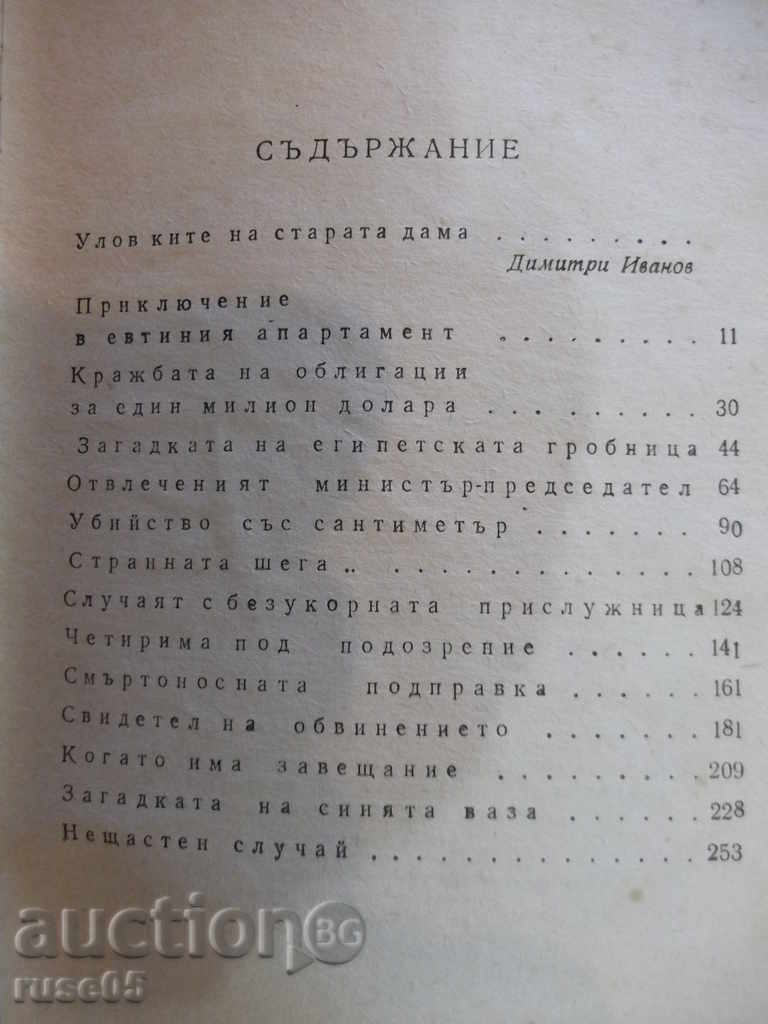 СЪДЪРЖАНИЕ
Уловките на старата дама . . . . . . . . .
Димитри Иванов
Приключение
в евтиния апартамент . . . . . . . . . 11
Кражбата на облигации
за един милион долара . . . . . . . . . 30
Загадката на египетската гробница 44
Отвлеченият министър-председател 64
Убийство със сантиметър . . . . . . . 90
Странната шега .. . . . . . . . . . . . . 108
Случаят с безукорната прислужница 124
Четирима под подозрение . . . . . . 141
Смъртоносната подправка . . . . . . 161
Свидетел на обвинението . . . . . . . 181
Когато има завещание . . . . . . . . . 209
Загадката на синята ваза . . . . . . 228
Нещастен случай . . . . . . . . . . . . . 253
auctionBG
ruse05